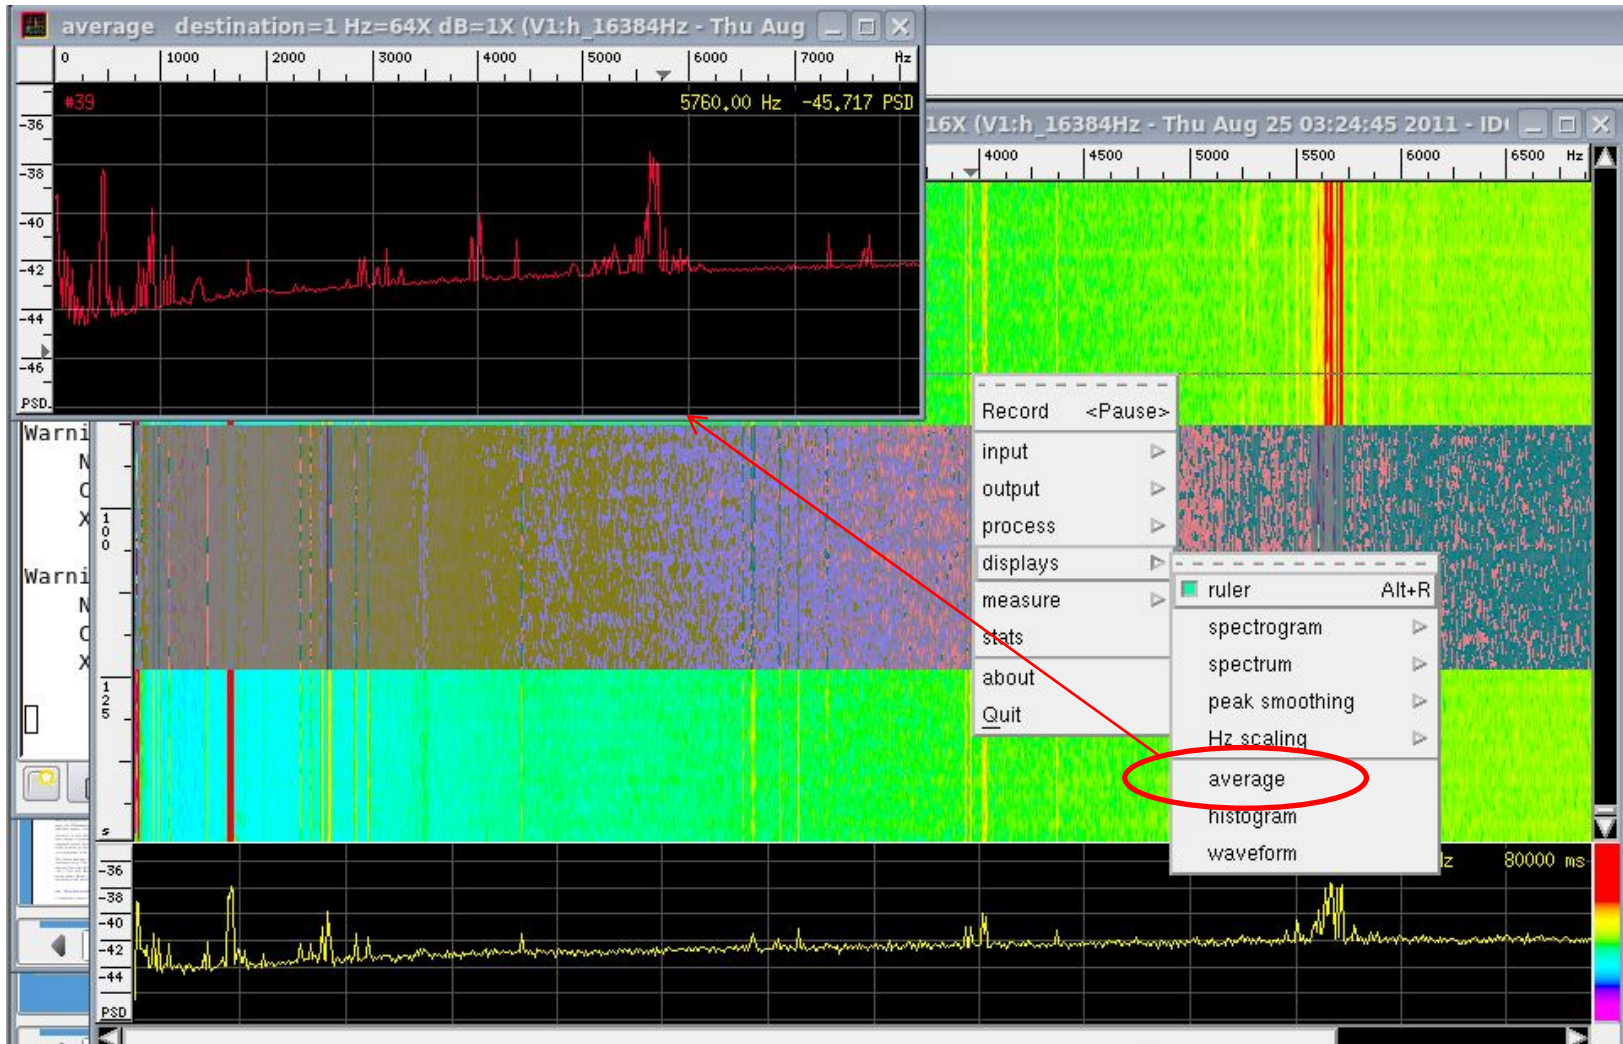 average destination=1 Hz=64X dB=1X (V1:h_16384Hz - Thu Aug
0 1000 2000 3000 4000 5000 6000 7000 Hz
#39 5760.00 Hz -45.717 PSD
-36
-38
-40
-42
-44
-46
PSD
16X (V1:h_16384Hz - Thu Aug 25 03:24:45 2011 - ID
4000 4500 5000 5500 6000 6500 Hz
Warni
N
C
X
Warni
N
C
X
100
125
s
Record <Pause>
input
output
process
displays
measure
stats
about
Quit
ruler Alt+R
spectrogram
spectrum
peak smoothing
Hz scaling
average
histogram
waveform
Hz 80000 ms
-36
-38
-40
-42
-44
PSD